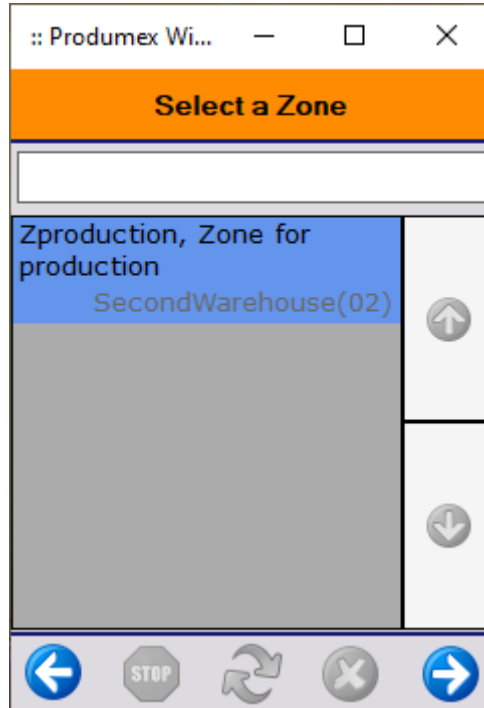 :: Produmex Wi...
Select a Zone
Zproduction, Zone for
production
SecondWarehouse(02)
STOP